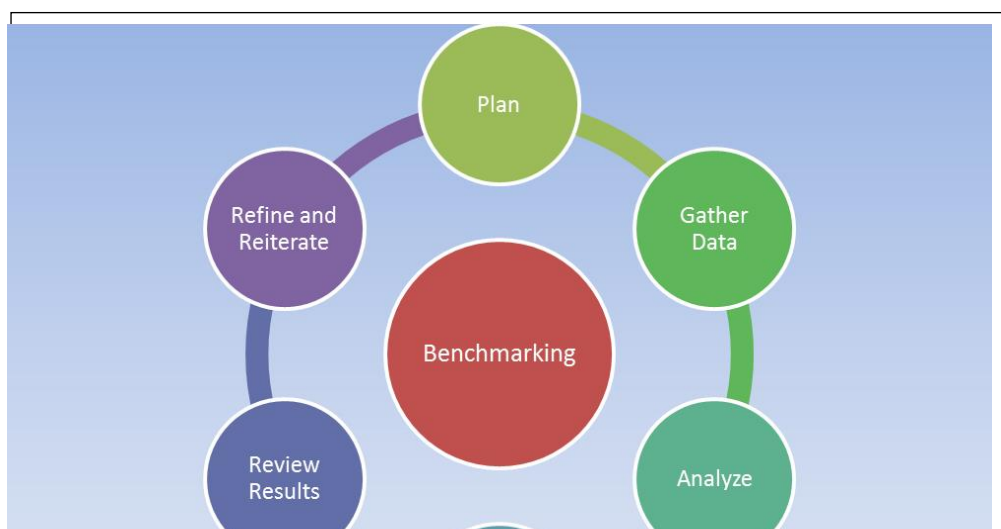 Plan
Gather
Data
Refine and
Reiterate
Benchmarking
Analyze
Review
Results